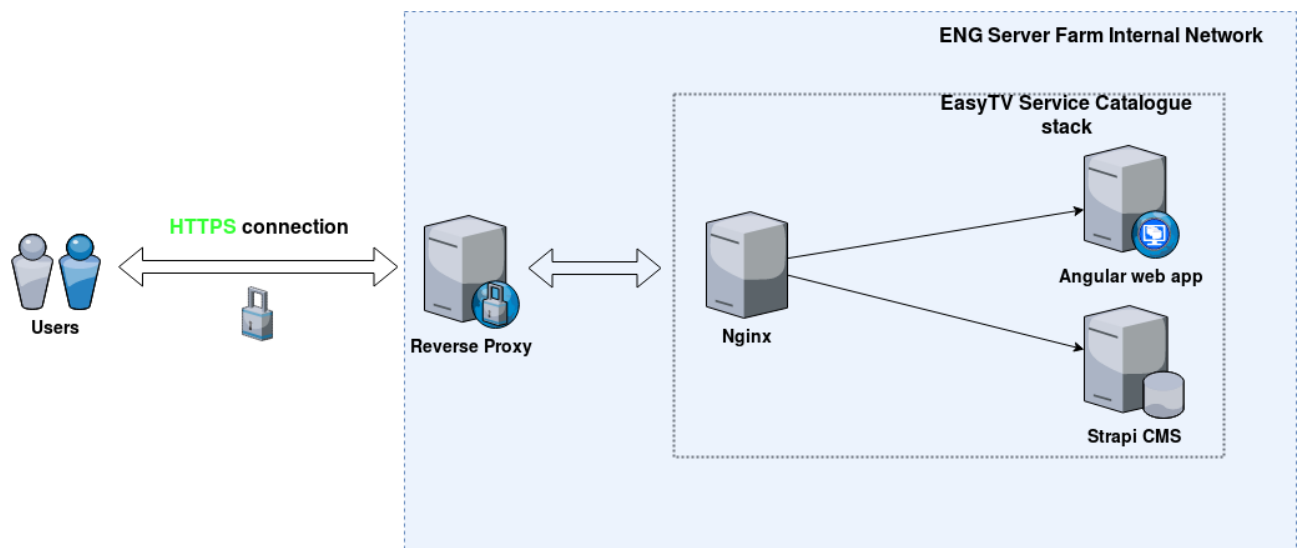 ENG Server Farm Internal Network
EasyTV Service Catalogue
stack
HTTPS connection
Users
Reverse Proxy
Nginx
Angular web app
Strapi CMS